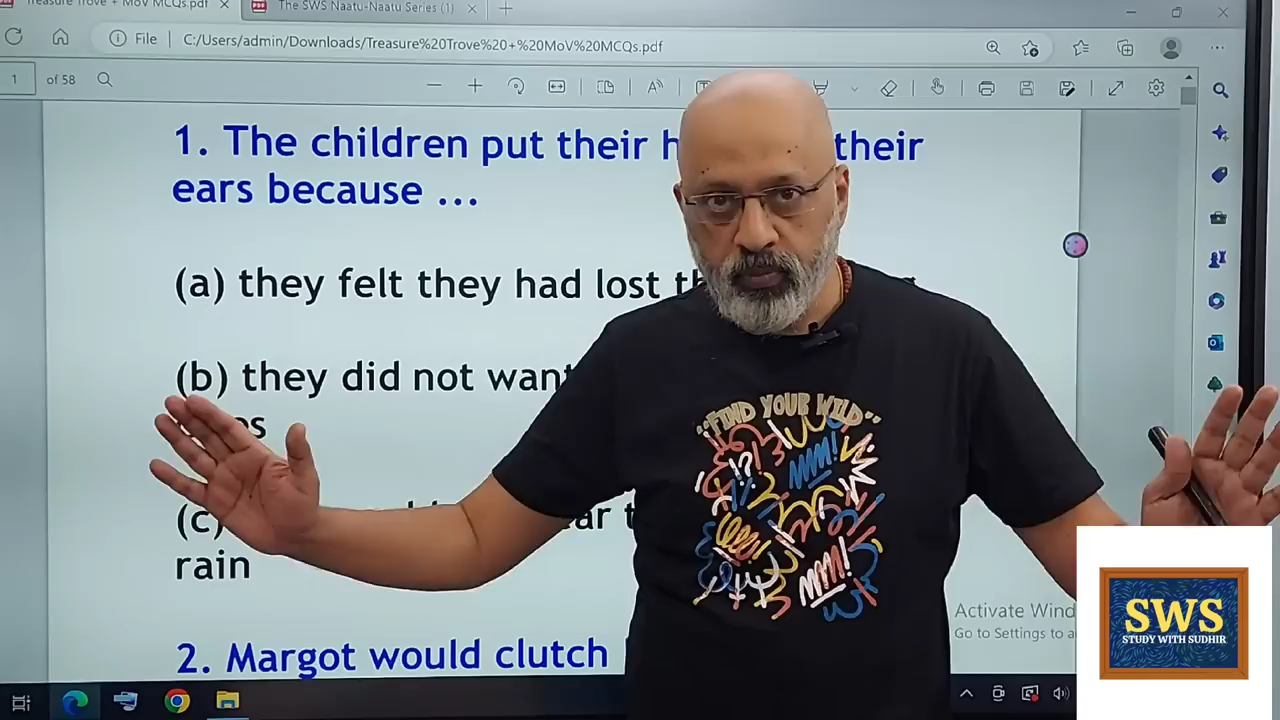 Treasure Trove + MoV MCQs.pdf
The SWS Naatu-Naatu Series (1)
File
C:/Users/admin/Downloads/Treasure%20Trove%20+%20MoV%20MCQs.pdf
1 of 58
1. The children put their their
ears because ...
(a) they felt they had lost
(b) they did not want
(c)
rain
2. Margot would clutch
"FIND YOUR WILD"
!?!
mm!
mm!
Activate
Go to Settings to
SWS
STUDY WITH SUDHIR